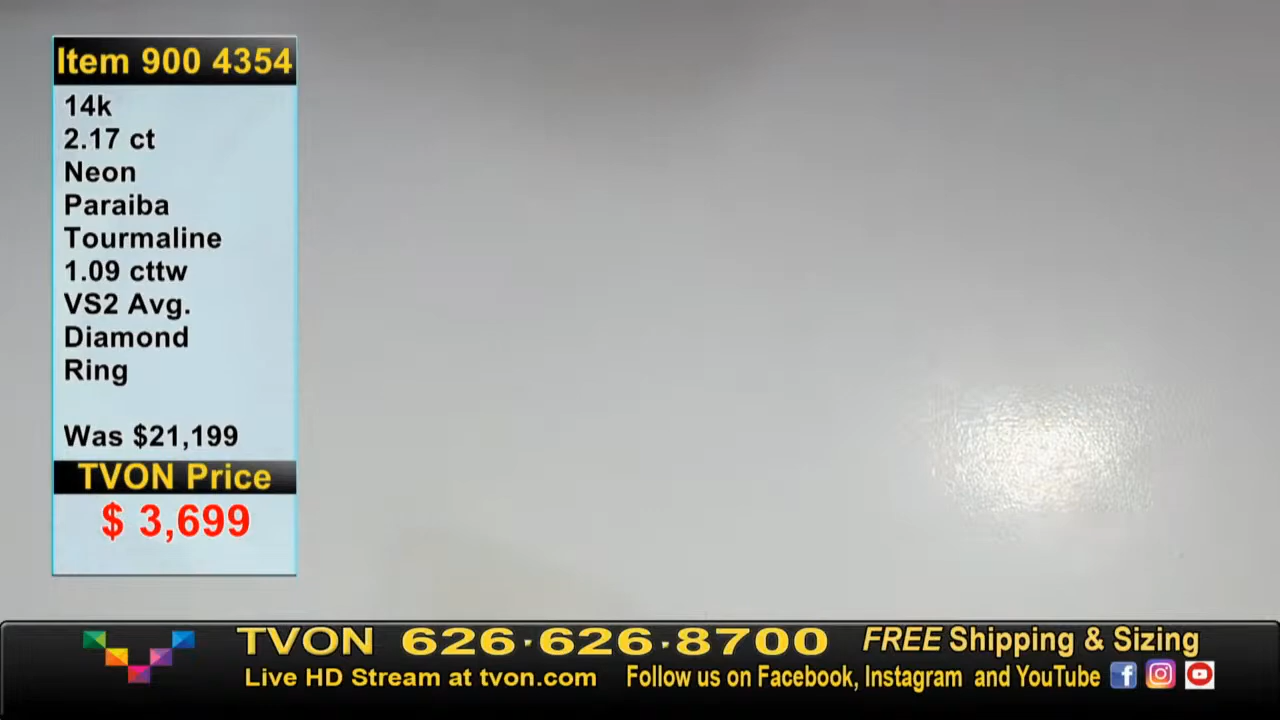 Item 900 4354
14k
2.17 ct
Neon
Paraiba
Tourmaline
1.09 cttw
VS2 Avg.
Diamond
Ring
Was $21,199
TVON Price
$ 3,699
TVON 626·626·8700 FREE Shipping & Sizing
Live HD Stream at tvon.com Follow us on Facebook, Instagram and YouTube